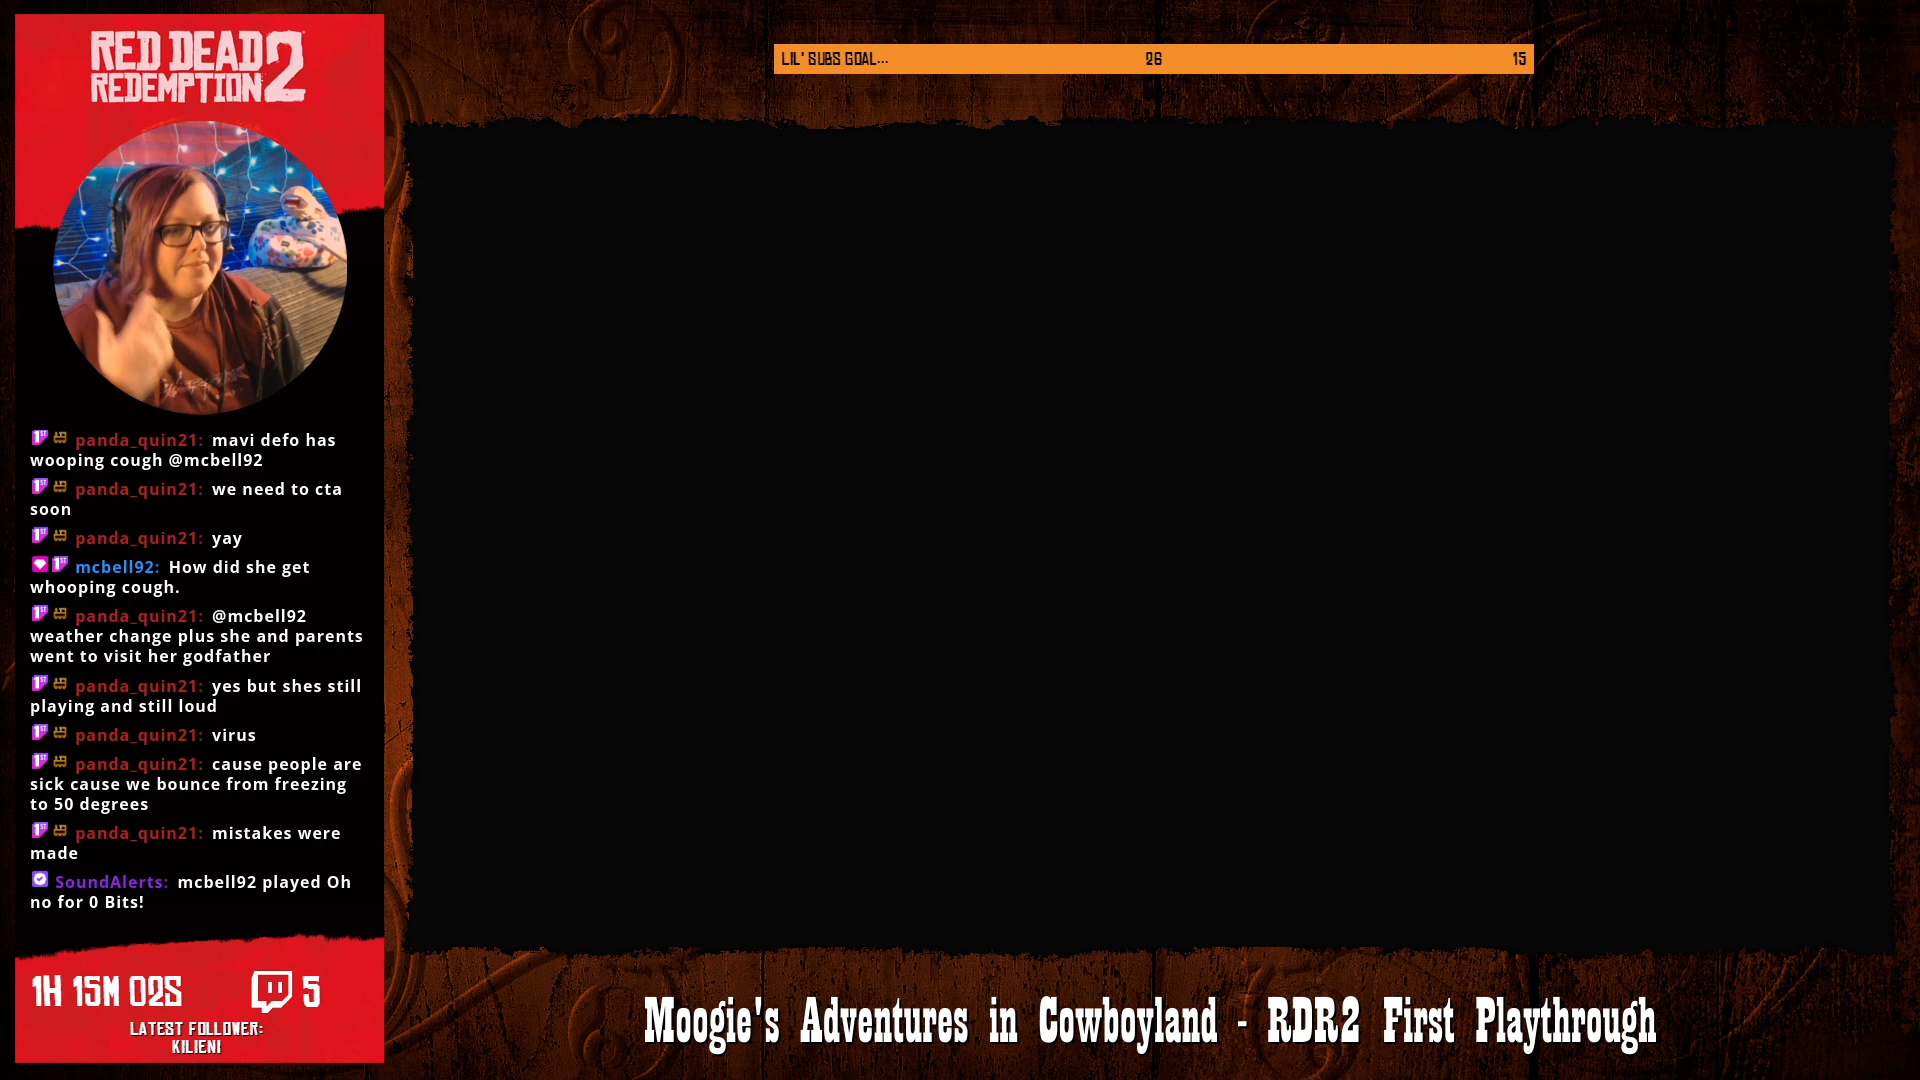 RED DEAD
REDEMPTION 2
LIL' SUBS GOAL... 26 15
panda_quin21: mavi defo has
wooping cough @mcbell92
panda_quin21: we need to cta
soon
panda_quin21: yay
mcbell92: How did she get
whooping cough.
panda_quin21: @mcbell92
weather change plus she and parents
went to visit her godfather
panda_quin21: yes but shes still
playing and still loud
panda_quin21: virus
panda_quin21: cause people are
sick cause we bounce from freezing
to 50 degrees
panda_quin21: mistakes were
made
SoundAlerts: mcbell92 played Oh
no for 0 Bits!
1H 15M 02S 5
LATEST FOLLOWER:
KILIENI
Moogie's Adventures in Cowboyland - RDR2 First Playthrough